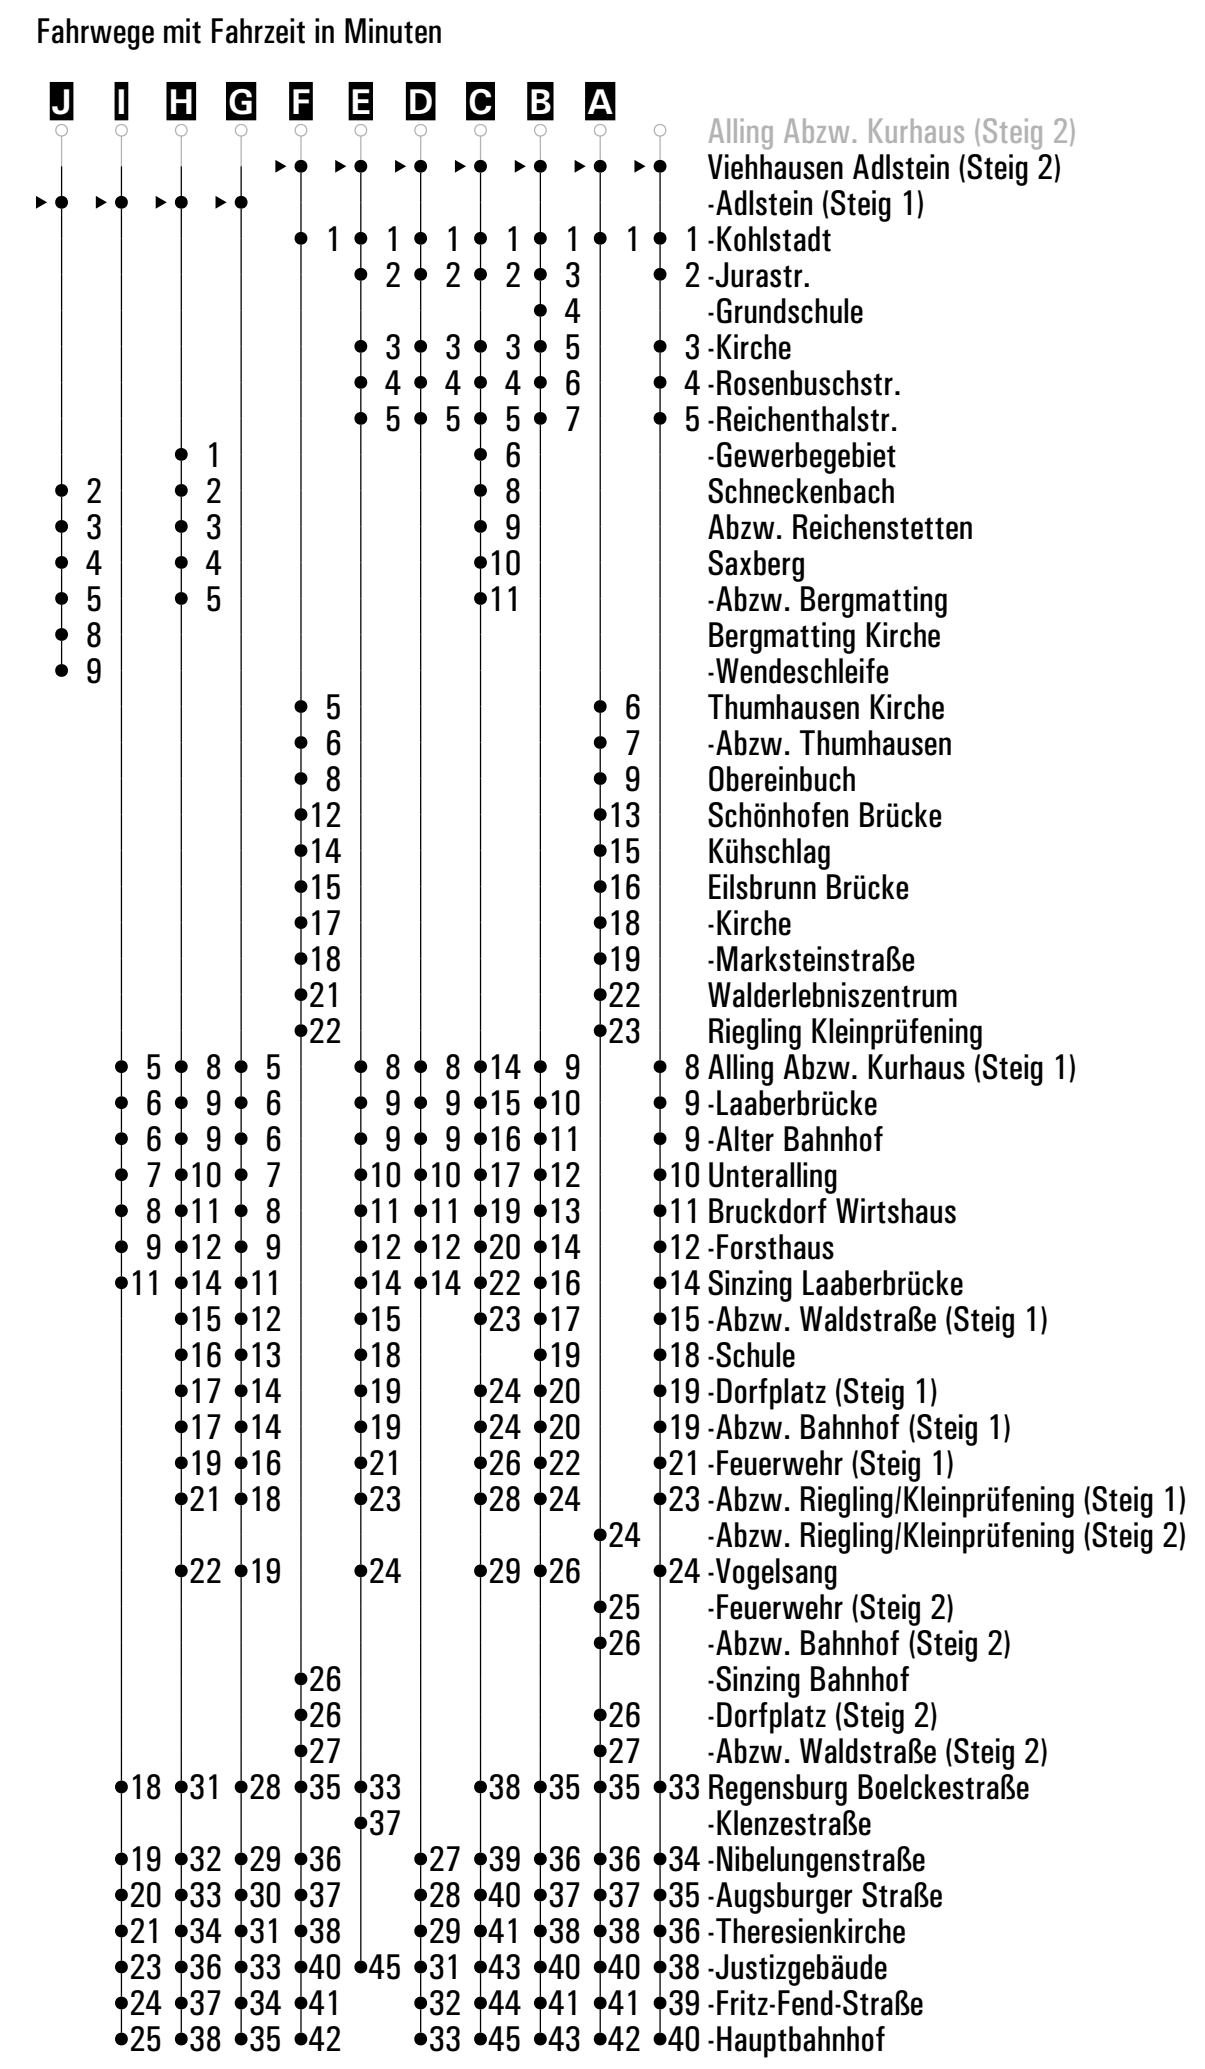 Fahrwege mit Fahrzeit in Minuten
J I H G F E D C B A
Alling Abzw. Kurhaus (Steig 2)
Viehhausen Adlstein (Steig 2)
-Adlstein (Steig 1)
1 1 1 1 1 1 1 -Kohlstadt
2 2 2 3 2 -Jurastr.
4 -Grundschule
3 3 3 5 3 -Kirche
4 4 4 6 4 -Rosenbuschstr.
5 5 5 7 5 -Reichenthalstr.
1 6 -Gewerbegebiet
2 2 8 Schneckenbach
3 3 9 Abzw. Reichenstetten
4 4 10 Saxberg
5 5 11 -Abzw. Bergmatting
8 Bergmatting Kirche
9 -Wendeschleife
5 6 Thumhausen Kirche
6 7 -Abzw. Thumhausen
8 9 Obereinbuch
12 13 Schönhofen Brücke
14 15 Kühschlag
15 16 Eilsbrunn Brücke
17 18 -Kirche
18 19 -Marksteinstraße
21 22 Walderlebniszentrum
22 23 Riegling Kleinprüfening
5 8 5 8 8 14 9 8 Alling Abzw. Kurhaus (Steig 1)
6 9 6 9 9 15 10 9 -Laaberbrücke
6 9 6 9 9 16 11 9 -Alter Bahnhof
7 10 7 10 10 17 12 10 Unteralling
8 11 8 11 11 19 13 11 Bruckdorf Wirtshaus
9 12 9 12 12 20 14 12 -Forsthaus
11 14 11 14 14 22 16 14 Sinzing Laaberbrücke
15 12 15 23 17 15 -Abzw. Waldstraße (Steig 1)
16 13 18 19 18 -Schule
17 14 19 24 20 19 -Dorfplatz (Steig 1)
17 14 19 24 20 19 -Abzw. Bahnhof (Steig 1)
19 16 21 26 22 21 -Feuerwehr (Steig 1)
21 18 23 28 24 23 -Abzw. Riegling/Kleinprüfening (Steig 1)
24 -Abzw. Riegling/Kleinprüfening (Steig 2)
22 19 24 29 26 24 -Vogelsang
25 -Feuerwehr (Steig 2)
26 -Abzw. Bahnhof (Steig 2)
26 -Sinzing Bahnhof
26 26 -Dorfplatz (Steig 2)
27 27 -Abzw. Waldstraße (Steig 2)
18 31 28 35 33 38 35 35 33 Regensburg Boelckestraße
37 -Klenzestraße
19 32 29 36 27 39 36 36 34 -Nibelungenstraße
20 33 30 37 28 40 37 37 35 -Augsburger Straße
21 34 31 38 29 41 38 38 36 -Theresienkirche
23 36 33 40 45 31 43 40 40 38 -Justizgebäude
24 37 34 41 32 44 41 41 39 -Fritz-Fend-Straße
25 38 35 42 33 45 43 42 40 -Hauptbahnhof